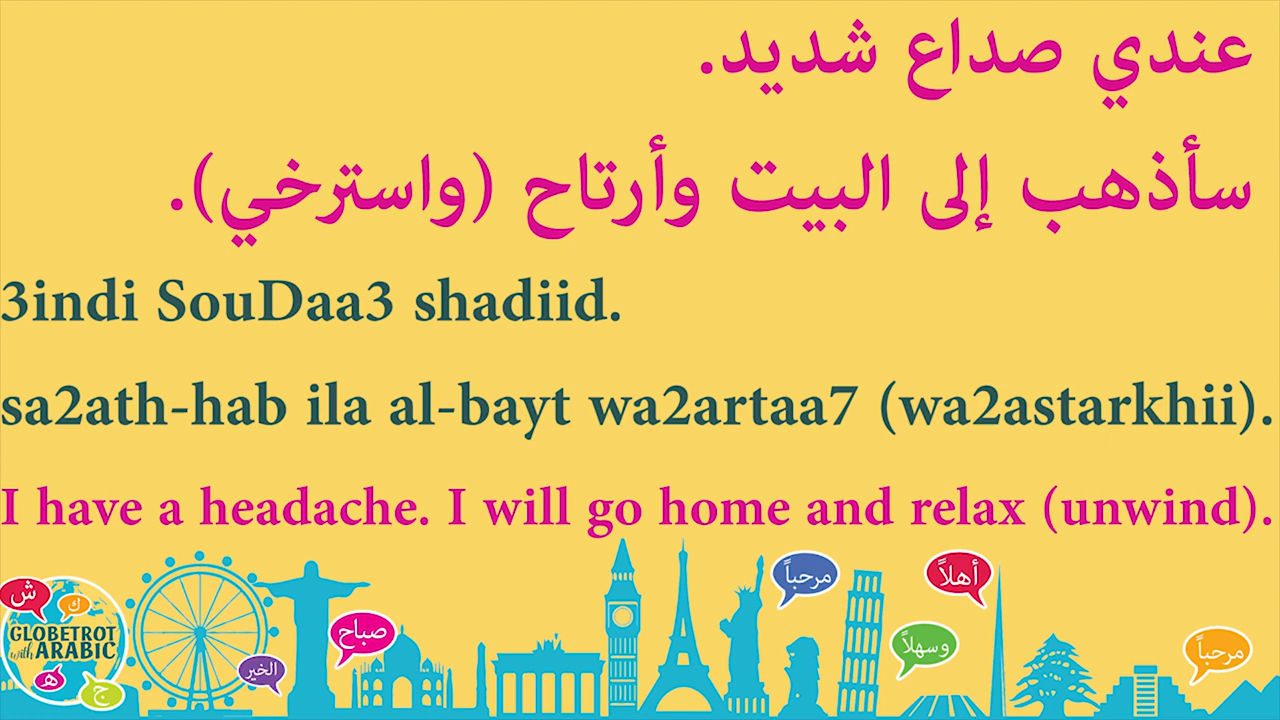 عندي صداع شديد.
سأذهب إلى البيت وأرتاح (واسترخي).
3indi SouDaa3 shadiid.
sa2ath-hab ila al-bayt wa2artaa7 (wa2astarkhii).
I have a headache. I will go home and relax (unwind).
ش
ك
GLOBETROT
with ARABIC
ه
ج
الخير
صباح
مرحباً
أهلاً
وسهلاً
مرحباً